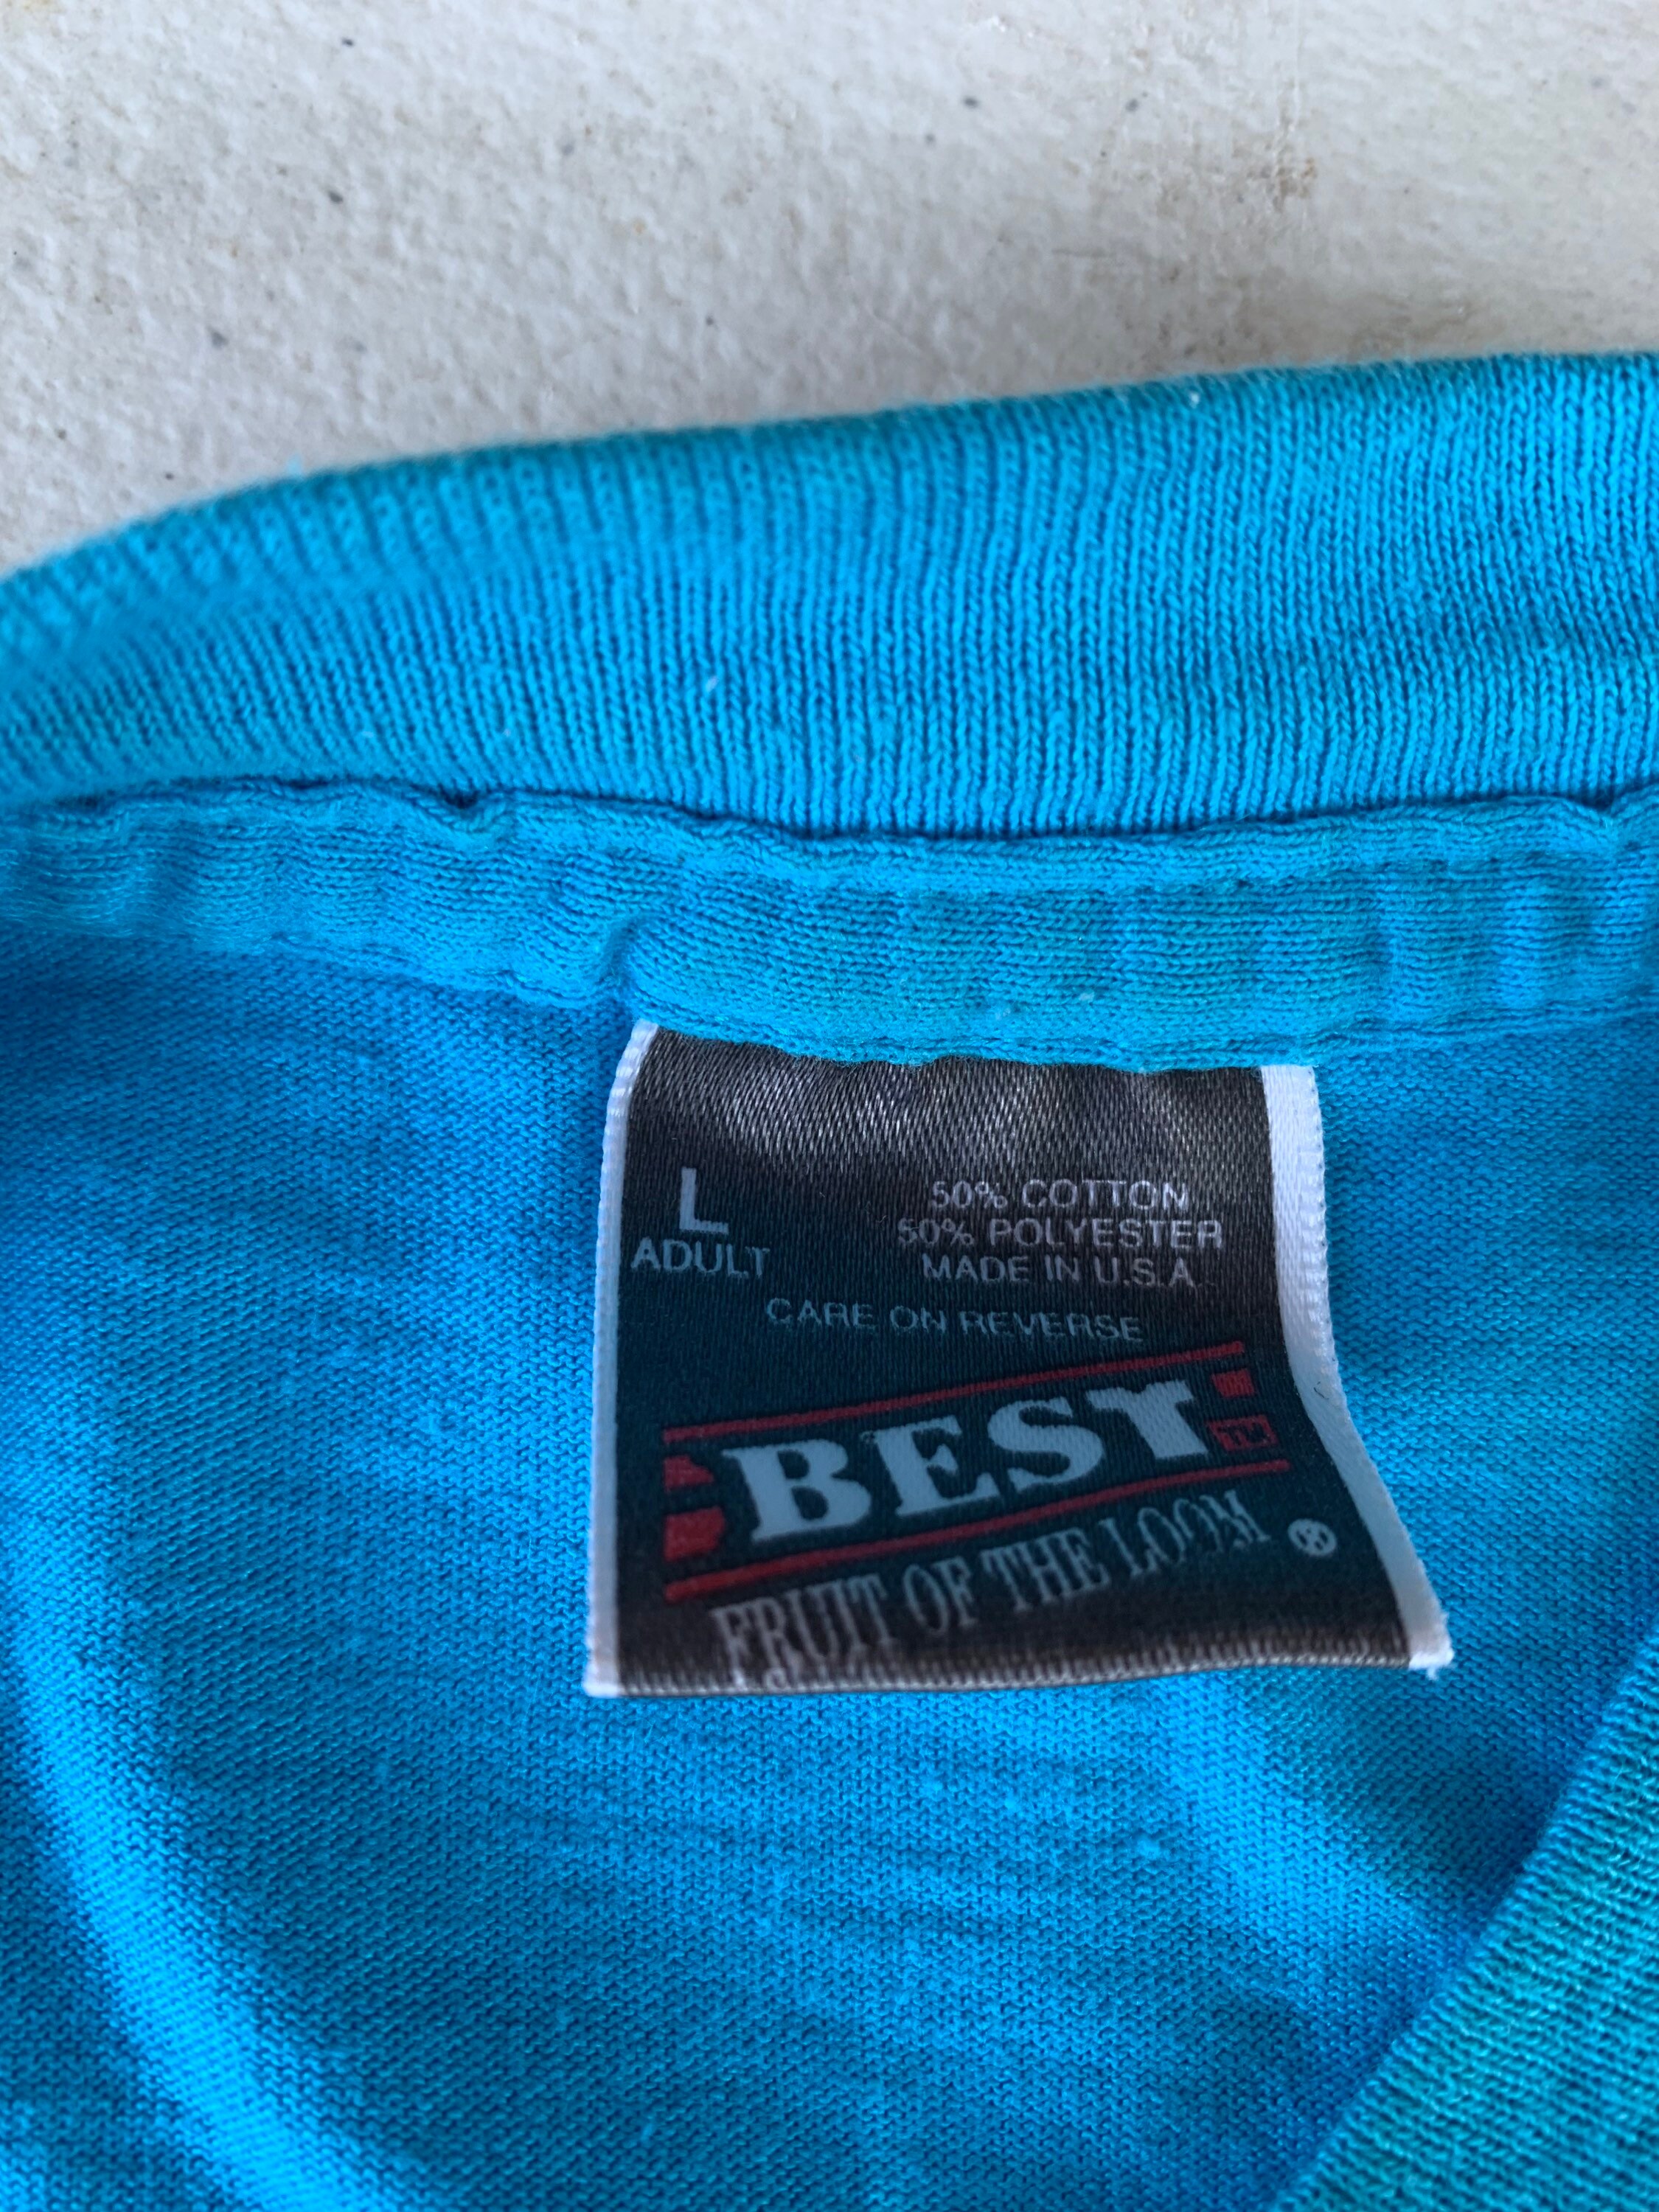 L
ADULT
50% COTTON
50% POLYESTER
MADE IN U.S.A.
CARE ON REVERSE
BEST TM
FRUIT OF THE LOOM ®